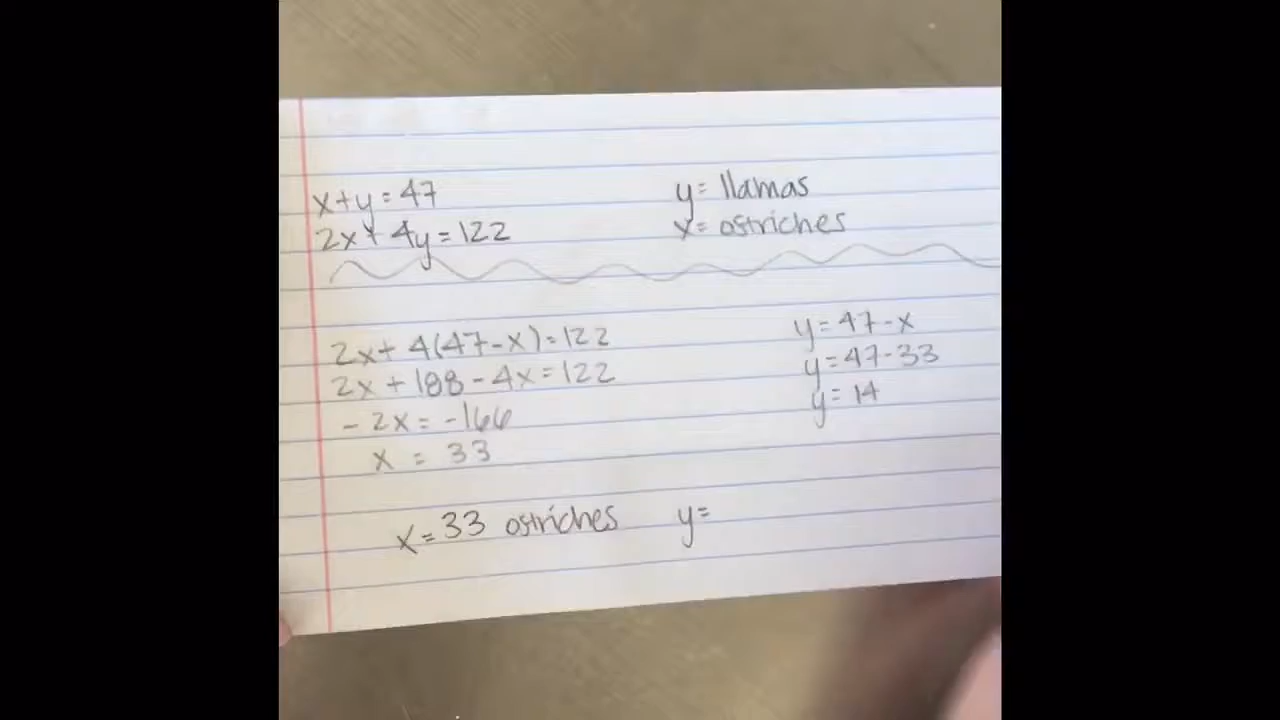 x+y=47
2x+4y=122
y= llamas
x= ostriches
2x+4(47-x)=122
2x+188-4x=122
-2x=-166
x=33
y=47-x
y=47-33
y=14
x=33 ostriches y=